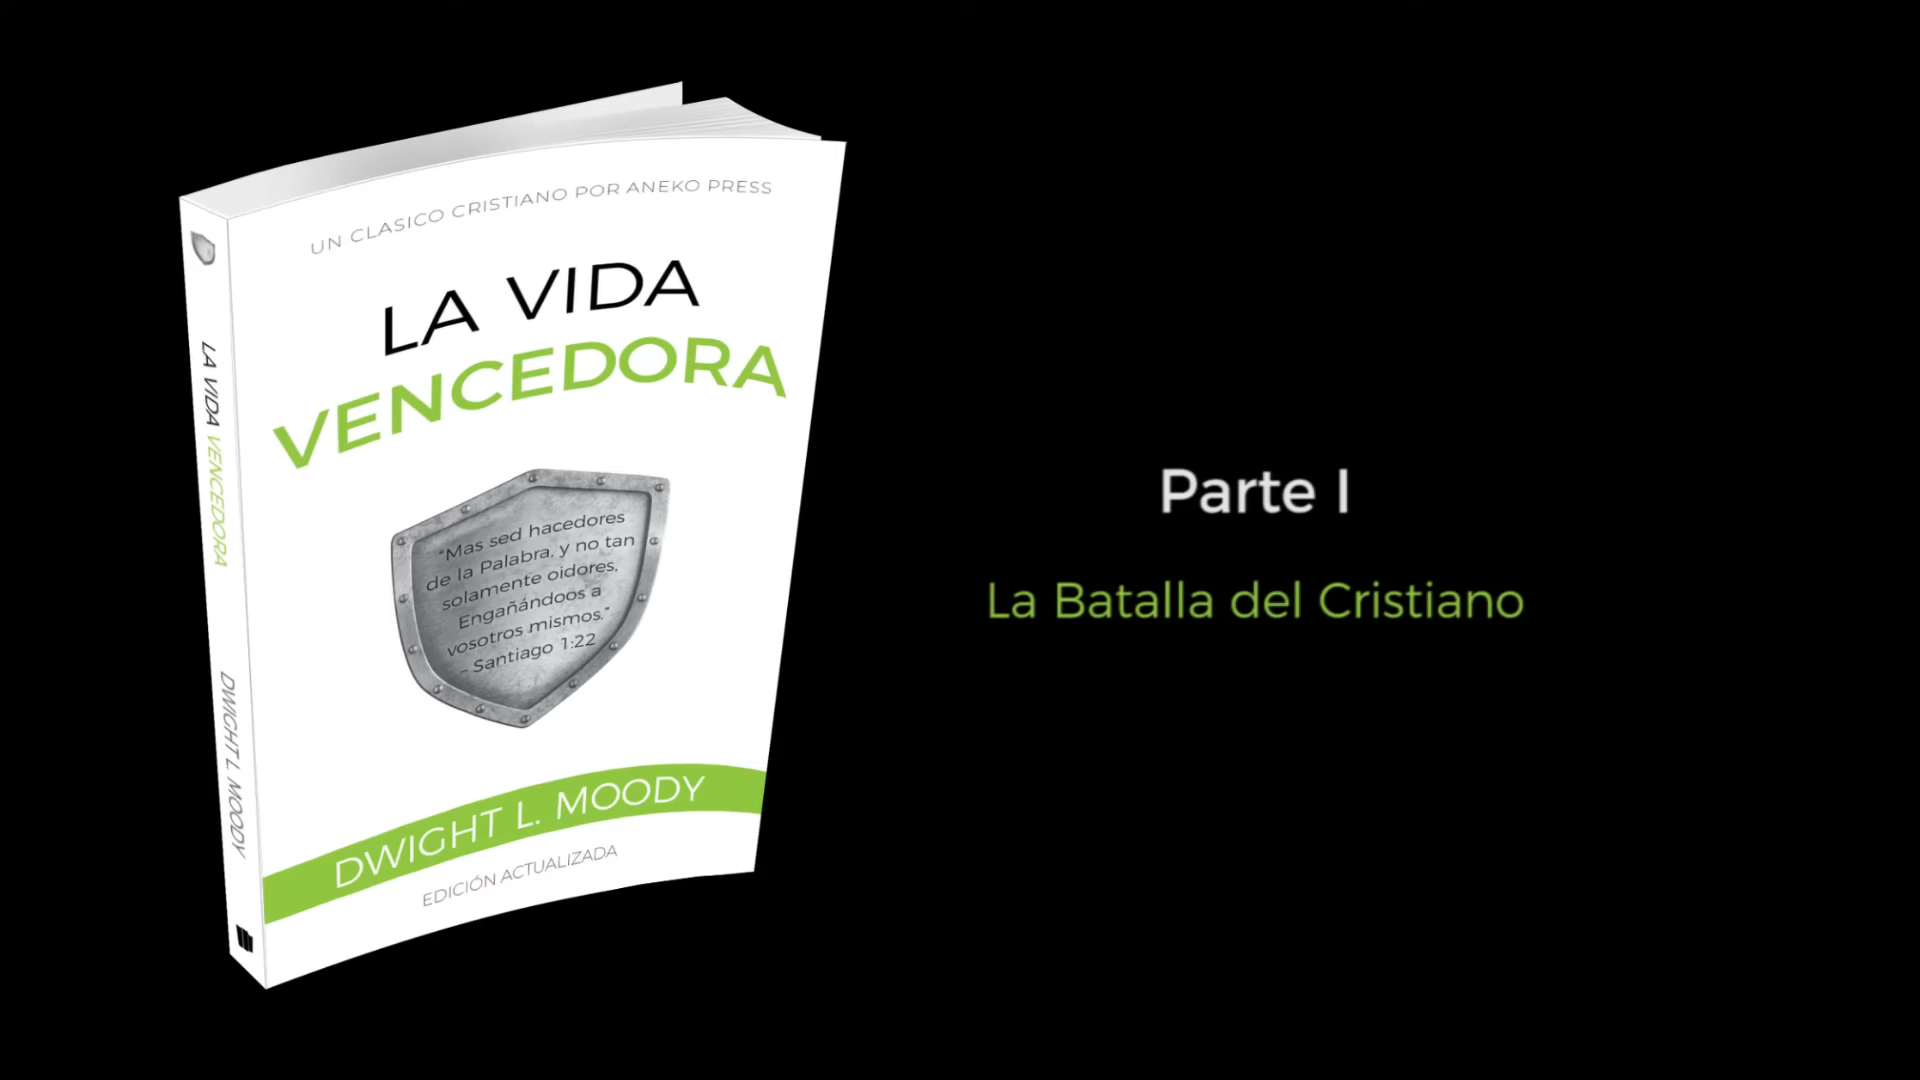 UN CLASICO CRISTIANO POR ANEKO PRESS
LA VIDA
VENCEDORA
"Mas sed hacedores
de la Palabra, y no tan
solamente oidores,
Engañándoos a
vosotros mismos."
– Santiago 1:22
DWIGHT L. MOODY
EDICIÓN ACTUALIZADA
LA VIDA VENCEDORA
DWIGHT L. MOODY
Parte I
La Batalla del Cristiano